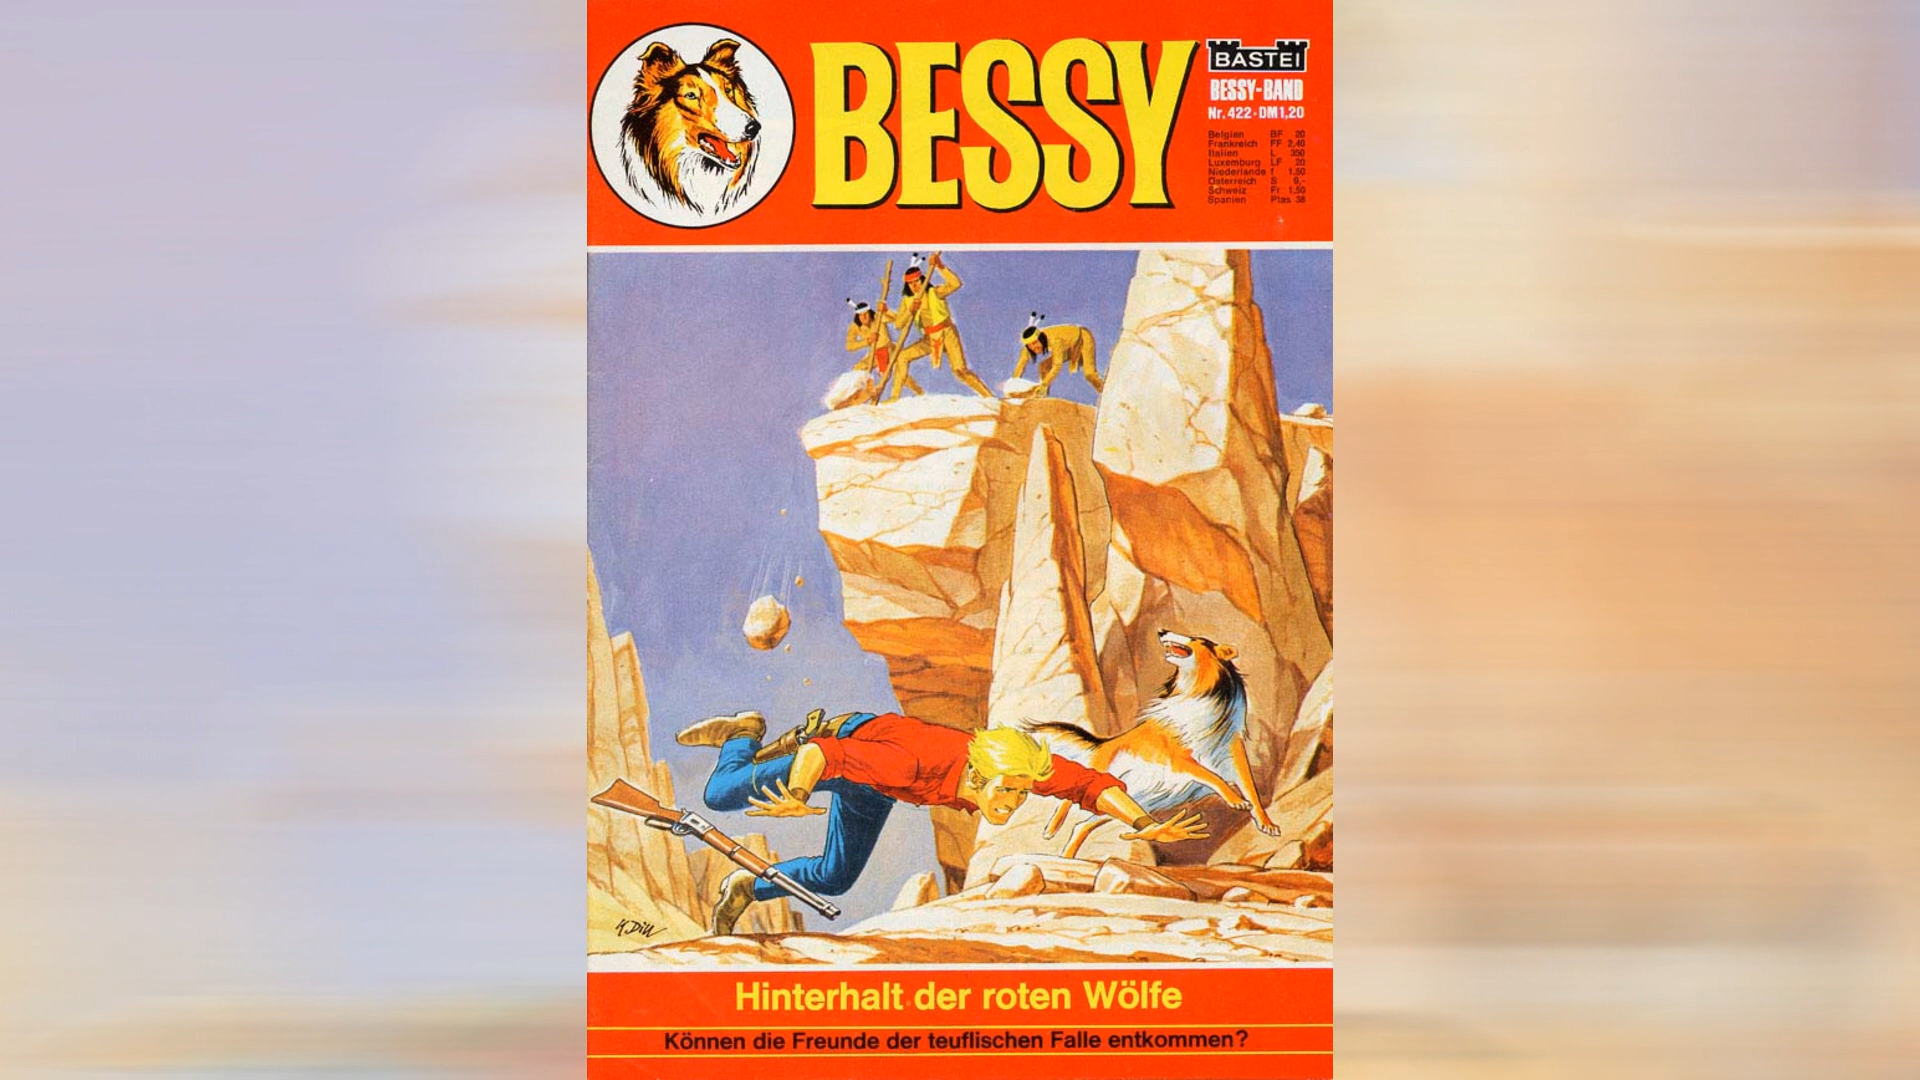 BESSY
BASTEI
BESSY-BAND
Nr. 422 · DM 1,20
Belgien BF 20
Frankreich FF 2,40
Italien L 350
Luxemburg LF 20
Niederlande f 1,50
Österreich S 9,-
Schweiz Fr 1,50
Spanien Ptas 38
K. Dill
Hinterhalt der roten Wölfe
Können die Freunde der teuflischen Falle entkommen?